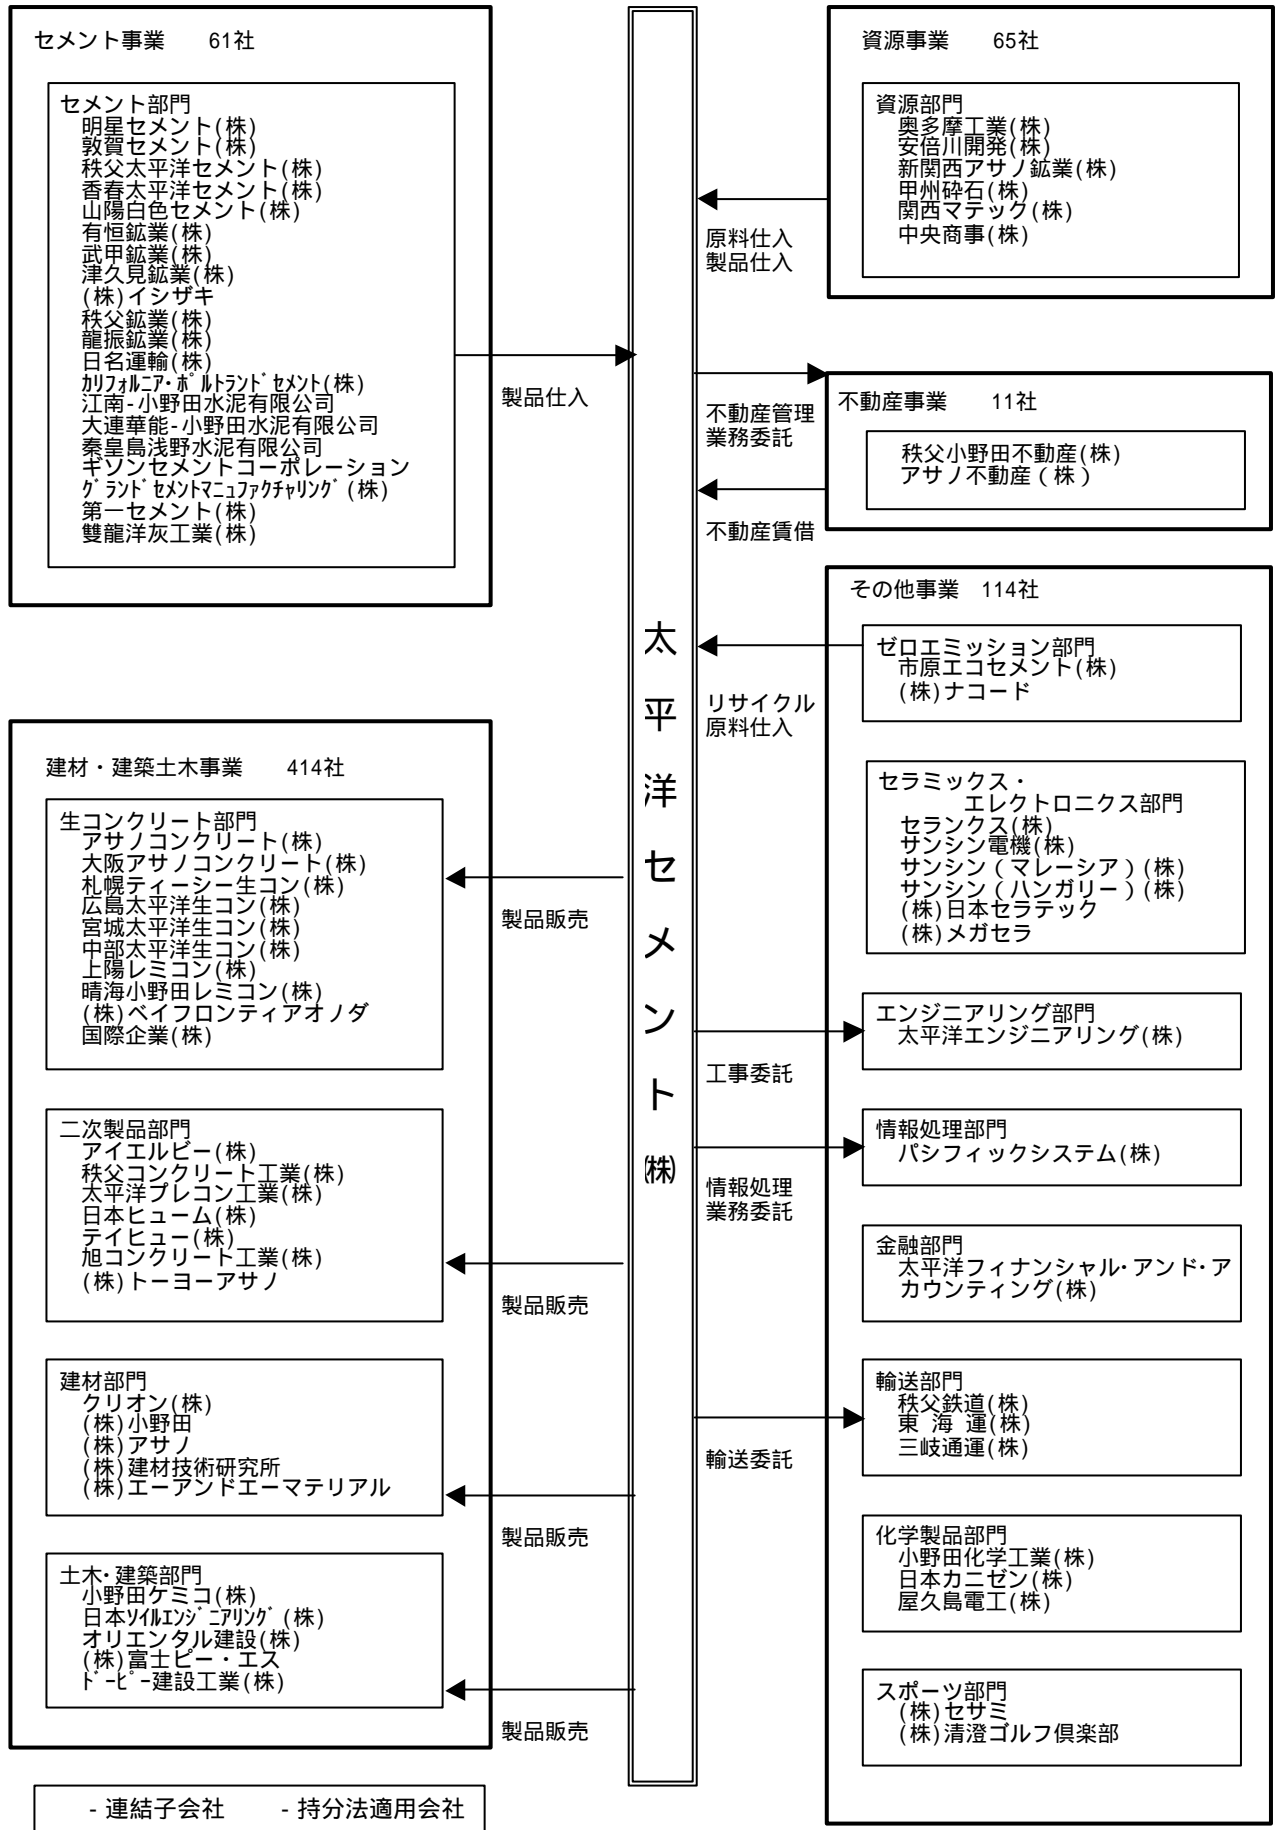 セメント事業　　61社
セメント部門
明星セメント(株)
敦賀セメント(株)
秩父太平洋セメント(株)
香春太平洋セメント(株)
山陽白色セメント(株)
有恒鉱業(株)
武甲鉱業(株)
津久見鉱業(株)
(株)イシザキ
秩父鉱業(株)
龍振鉱業(株)
日名運輸(株)
ｶﾘﾌｫﾙﾆｱ･ﾎﾟﾙﾄﾗﾝﾄﾞｾﾒﾝﾄ(株)
江南-小野田水泥有限公司
大連華能-小野田水泥有限公司
秦皇島浅野水泥有限公司
ギソンセメントコーポレーション
ｸﾞﾗﾝﾄﾞｾﾒﾝﾄﾏﾆｭﾌｧｸﾁｬﾘﾝｸﾞ(株)
第一セメント(株)
雙龍洋灰工業(株)
製品仕入
建材・建築土木事業　　414社
生コンクリート部門
アサノコンクリート(株)
大阪アサノコンクリート(株)
札幌ティーシー生コン(株)
広島太平洋生コン(株)
宮城太平洋生コン(株)
中部太平洋生コン(株)
上陽レミコン(株)
晴海小野田レミコン(株)
(株)ベイフロンティアオノダ
国際企業(株)
製品販売
二次製品部門
アイエルビー(株)
秩父コンクリート工業(株)
太平洋プレコン工業(株)
日本ヒューム(株)
テイヒュー(株)
旭コンクリート工業(株)
(株)トーヨーアサノ
製品販売
建材部門
クリオン(株)
(株)小野田
(株)アサノ
(株)建材技術研究所
(株)エーアンドエーマテリアル
製品販売
土木･建築部門
小野田ケミコ(株)
日本ｿｲﾙｴﾝｼﾞﾆｱﾘﾝｸﾞ(株)
オリエンタル建設(株)
(株)富士ピー・エス
ﾄﾞｰﾋﾟｰ建設工業(株)
製品販売
- 連結子会社　　- 持分法適用会社
太平洋セメント㈱
資源事業　　65社
資源部門
奥多摩工業(株)
安倍川開発(株)
新関西アサノ鉱業(株)
甲州砕石(株)
関西マテック(株)
中央商事(株)
原料仕入
製品仕入
不動産事業　　11社
秩父小野田不動産(株)
アサノ不動産（株）
不動産管理
業務委託
不動産賃借
その他事業　114社
ゼロエミッション部門
市原エコセメント(株)
(株)ナコード
リサイクル
原料仕入
セラミックス・
エレクトロニクス部門
セランクス(株)
サンシン電機(株)
サンシン（マレーシア）(株)
サンシン（ハンガリー）(株)
(株)日本セラテック
(株)メガセラ
エンジニアリング部門
太平洋エンジニアリング(株)
工事委託
情報処理部門
パシフィックシステム(株)
情報処理
業務委託
金融部門
太平洋フィナンシャル･アンド･ア
カウンティング(株)
輸送部門
秩父鉄道(株)
東 海 運(株)
三岐通運(株)
輸送委託
化学製品部門
小野田化学工業(株)
日本カニゼン(株)
屋久島電工(株)
スポーツ部門
(株)セサミ
(株)清澄ゴルフ倶楽部